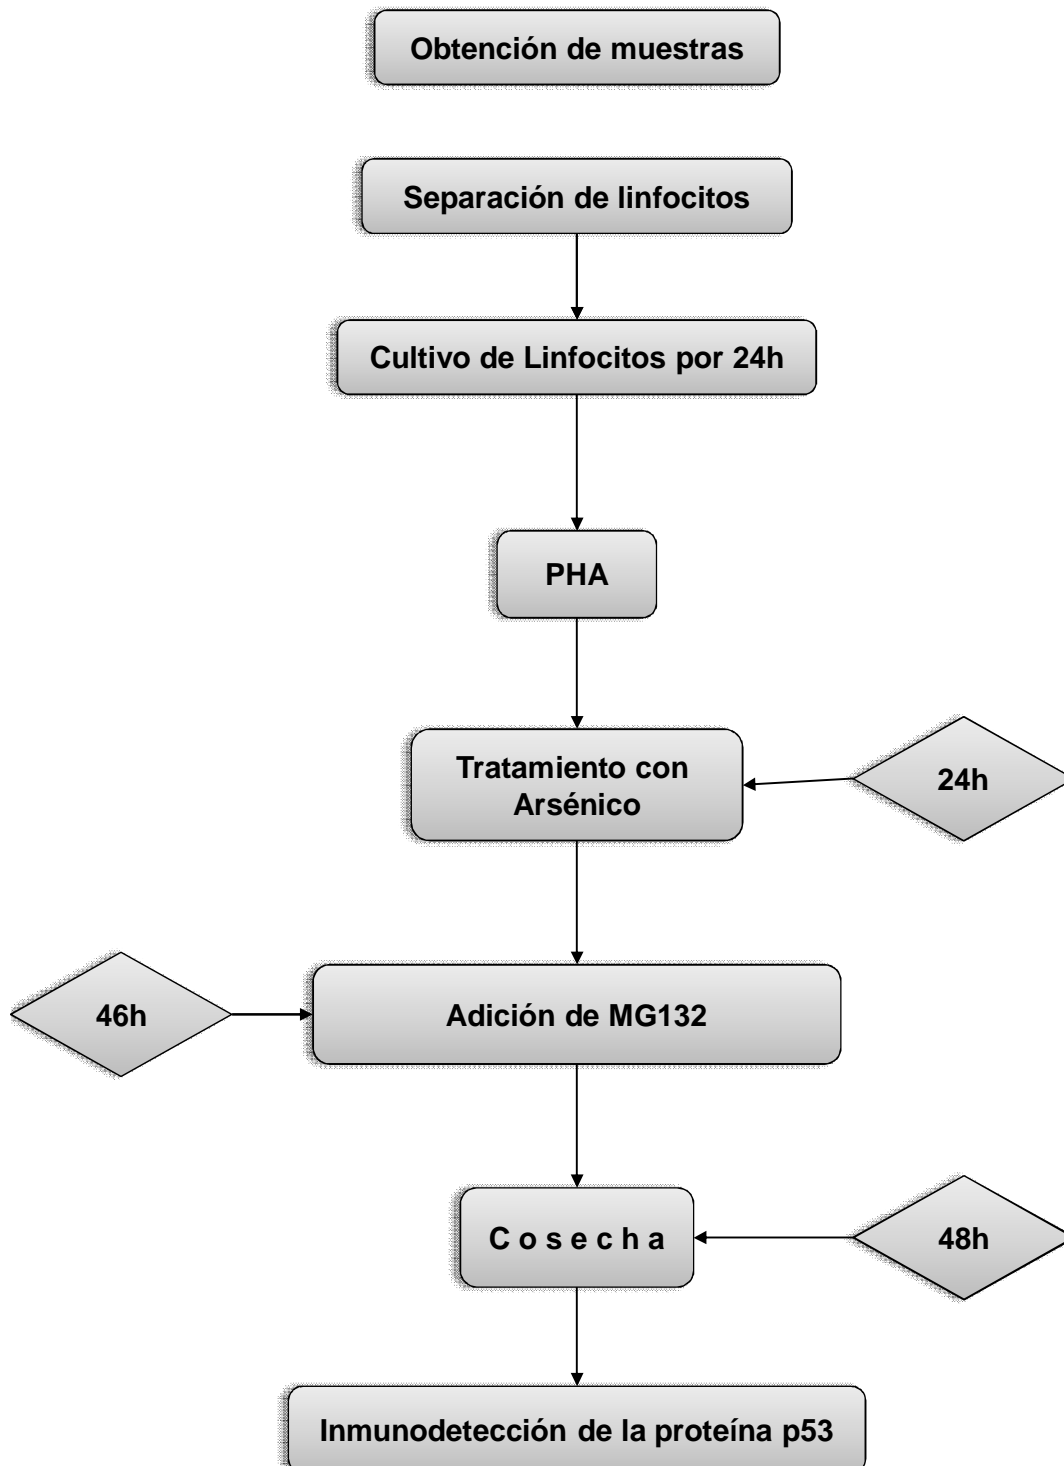 Obtención de muestras
Separación de linfocitos
Cultivo de Linfocitos por 24h
PHA
Tratamiento con
Arsénico
24h
46h
Adición de MG132
C o s e c h a
48h
Inmunodetección de la proteína p53